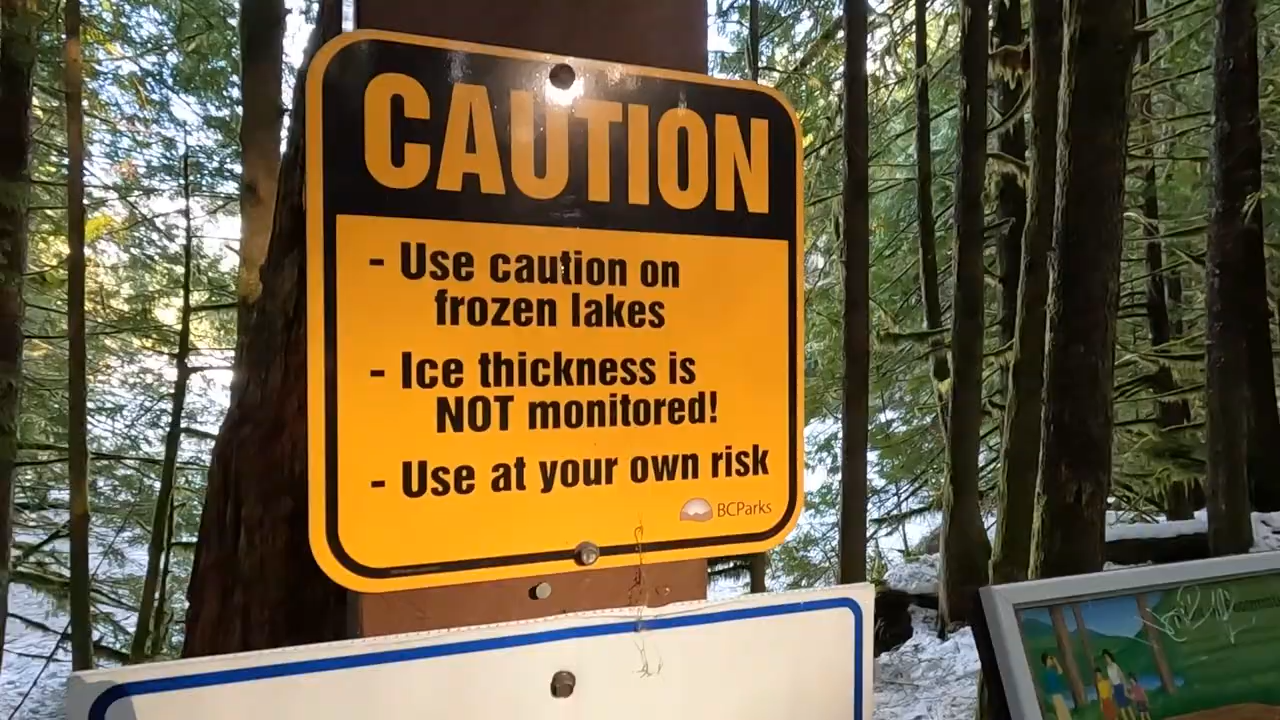 CAUTION
- Use caution on
frozen lakes
- Ice thickness is
NOT monitored!
- Use at your own risk
BCParks